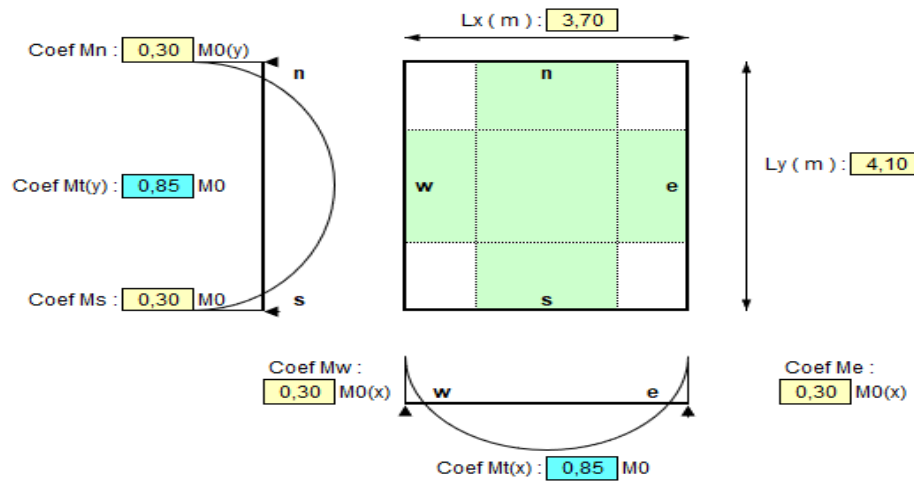 Lx ( m ) : 3,70
Coef Mn : 0,30 M0(y)
n
n
Coef Mt(y) : 0,85 M0
w
e
Ly ( m ) : 4,10
Coef Ms : 0,30 M0
s
s
Coef Mw :
0,30 M0(x)
w
e
Coef Me :
0,30 M0(x)
Coef Mt(x) : 0,85 M0